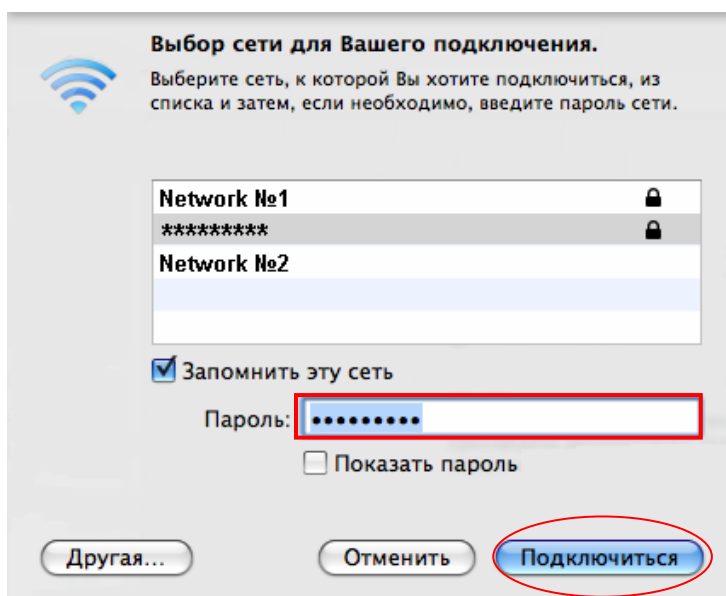 Выбор сети для Вашего подключения.
Выберите сеть, к которой Вы хотите подключиться, из
списка и затем, если необходимо, введите пароль сети.
Network №1
*********
Network №2
Запомнить эту сеть
Пароль: •••••••••
Показать пароль
Другая... Отменить Подключиться